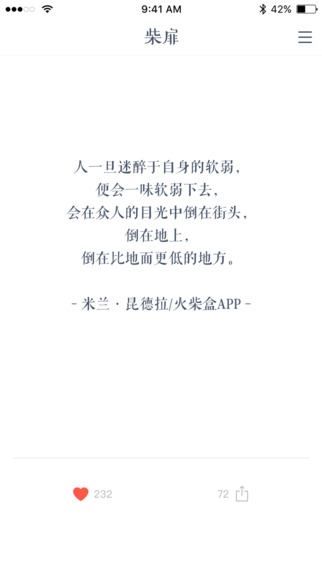 9:41 AM
42%
柴扉
人一旦迷醉于自身的软弱，
便会一味软弱下去，
会在众人的目光中倒在街头，
倒在地上，
倒在比地面更低的地方。
- 米兰·昆德拉/火柴盒APP -
232
72